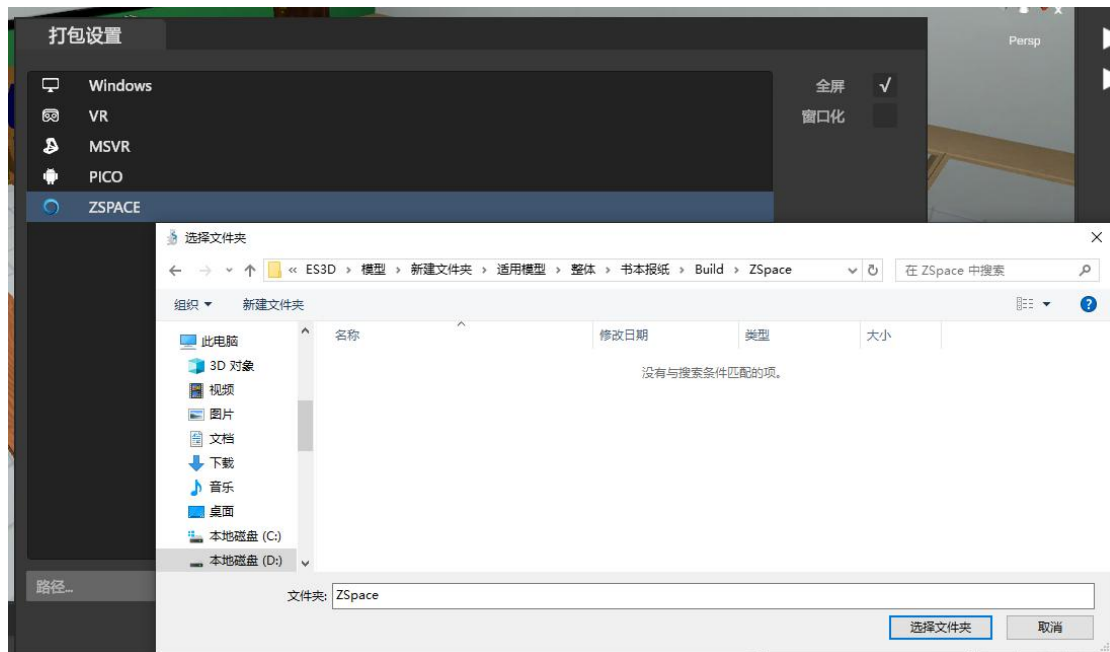 打包设置
Persp
Windows
全屏 √
VR
窗口化
MSVR
PICO
ZSPACE
选择文件夹
« ES3D › 模型 › 新建文件夹 › 适用模型 › 整体 › 书本报纸 › Build › ZSpace
在 ZSpace 中搜索
组织 新建文件夹
名称 修改日期 类型 大小
没有与搜索条件匹配的项。
此电脑
3D 对象
视频
图片
文档
下载
音乐
桌面
本地磁盘 (C:)
本地磁盘 (D:)
路径...
文件夹: ZSpace
选择文件夹 取消